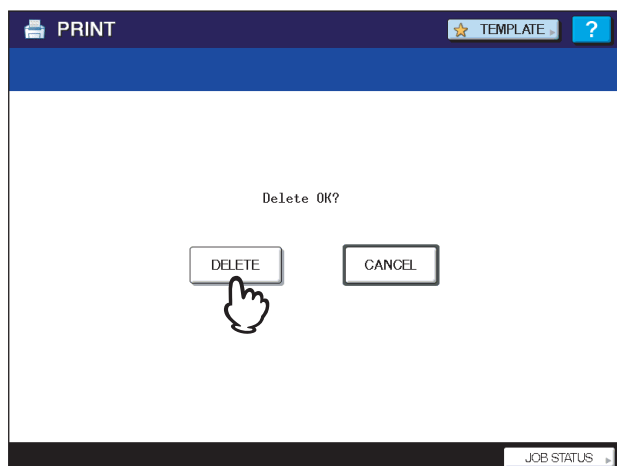 PRINT
TEMPLATE
?
Delete OK?
DELETE
CANCEL
JOB STATUS